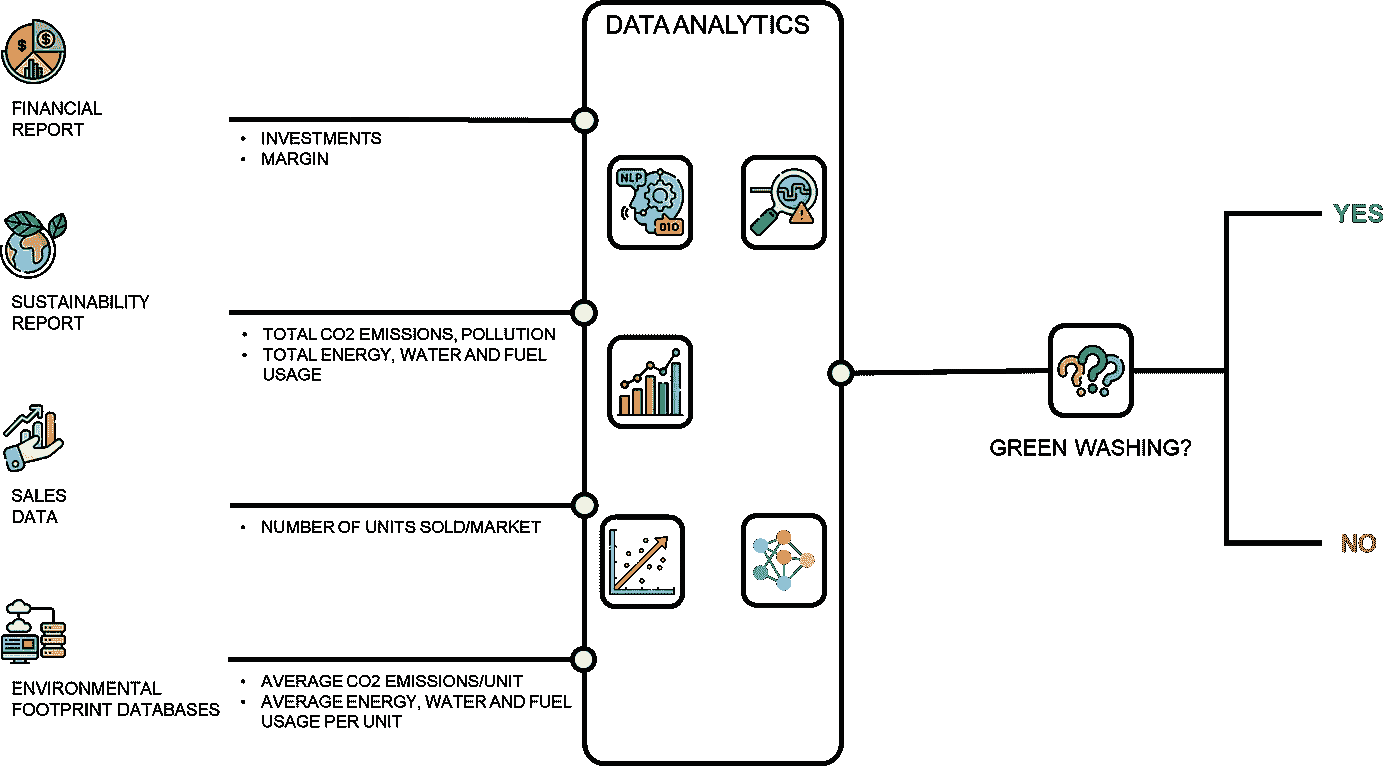 DATA ANALYTICS
FINANCIAL
REPORT
• INVESTMENTS
• MARGIN
NLP
010
SUSTAINABILITY
REPORT
• TOTAL CO2 EMISSIONS, POLLUTION
• TOTAL ENERGY, WATER AND FUEL
USAGE
SALES
DATA
• NUMBER OF UNITS SOLD/MARKET
ENVIRONMENTAL
FOOTPRINT DATABASES
• AVERAGE CO2 EMISSIONS/UNIT
• AVERAGE ENERGY, WATER AND FUEL
USAGE PER UNIT
GREEN WASHING?
YES
NO